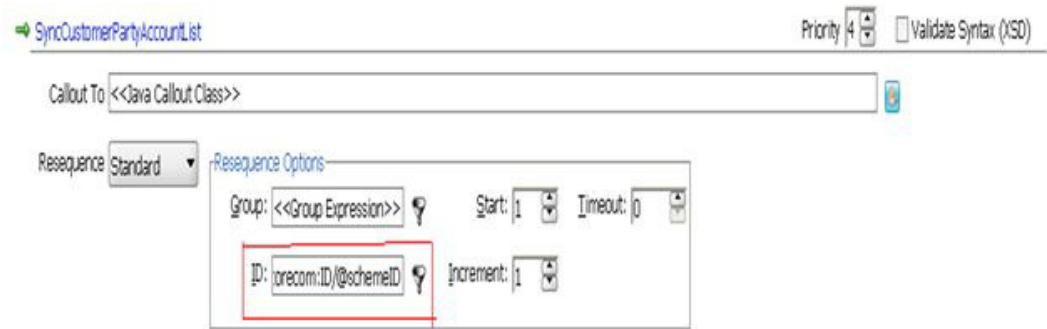 SyncCustomerPartyAccountList Priority 4 Validate Syntax (XSD)
Callout To <<Java Callout Class>>
Resequence Standard Resequence Options
Group: <<Group Expression>> Start: 1 Timeout: 0
ID: orecom:ID/@schemeID Increment: 1